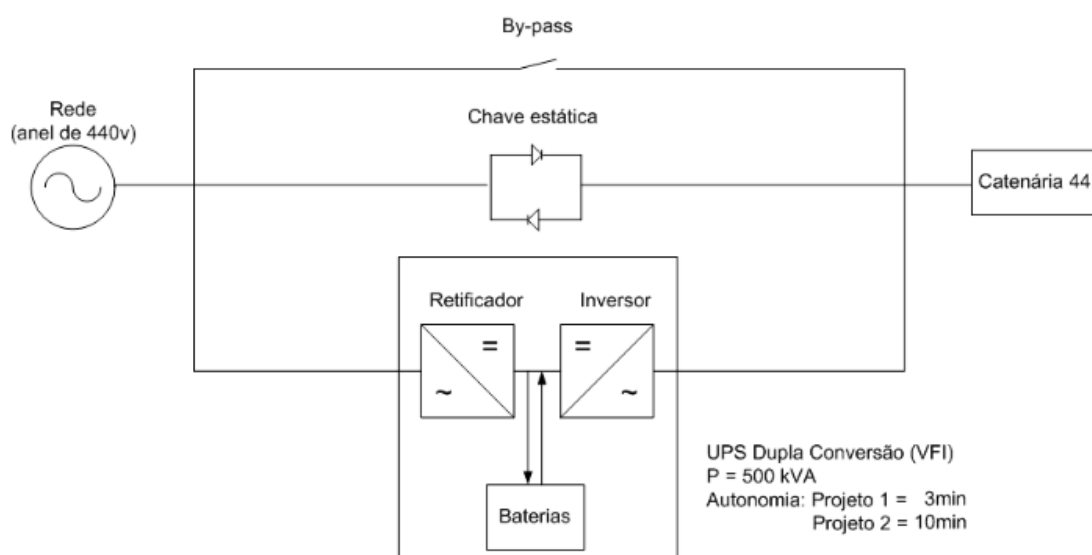 By-pass
Rede
(anel de 440v)
Chave estática
Catenária 44
Retificador
Inversor
=
~
=
~
Baterias
UPS Dupla Conversão (VFI)
P = 500 kVA
Autonomia: Projeto 1 = 3min
Projeto 2 = 10min